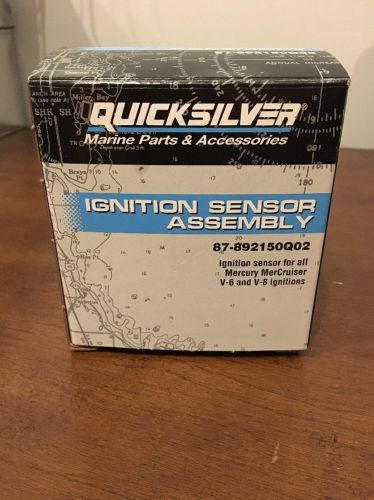 QUICKSILVER
Marine Parts & Accessories
IGNITION SENSOR
ASSEMBLY
87-892150Q02
Ignition sensor for all
Mercury MerCruiser
V-6 and V-8 ignitions